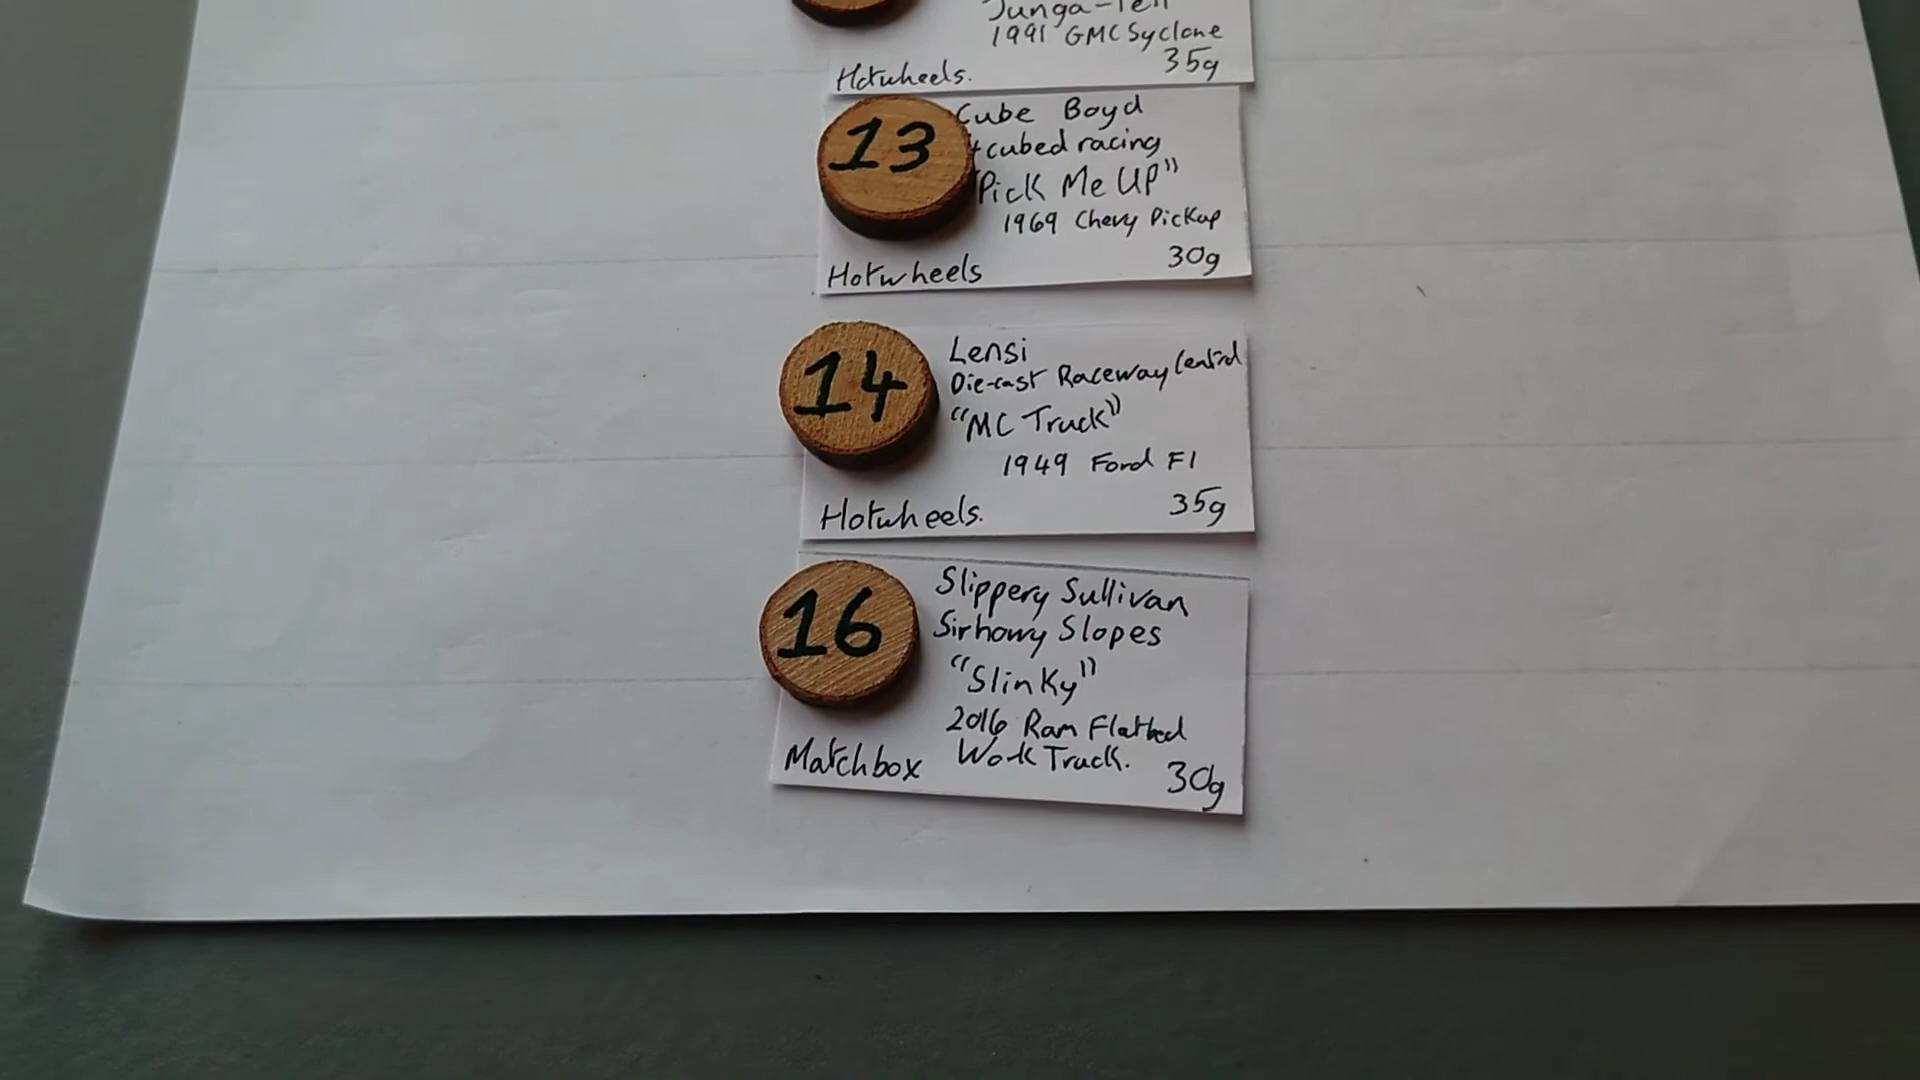 1991 GMC Syclone
35g
Hotwheels.
13
Cube Boyd
cubed racing
"Pick Me UP"
1969 Chevy Pickup
30g
Hotwheels
14
Lensi
Die-cast Raceway Central
"MC Truck"
1949 Ford F1
35g
Hotwheels.
16
Slippery Sullivan
Sirhowy Slopes
"Slinky"
2016 Ram Flatbed
Work Truck.
Matchbox
30g